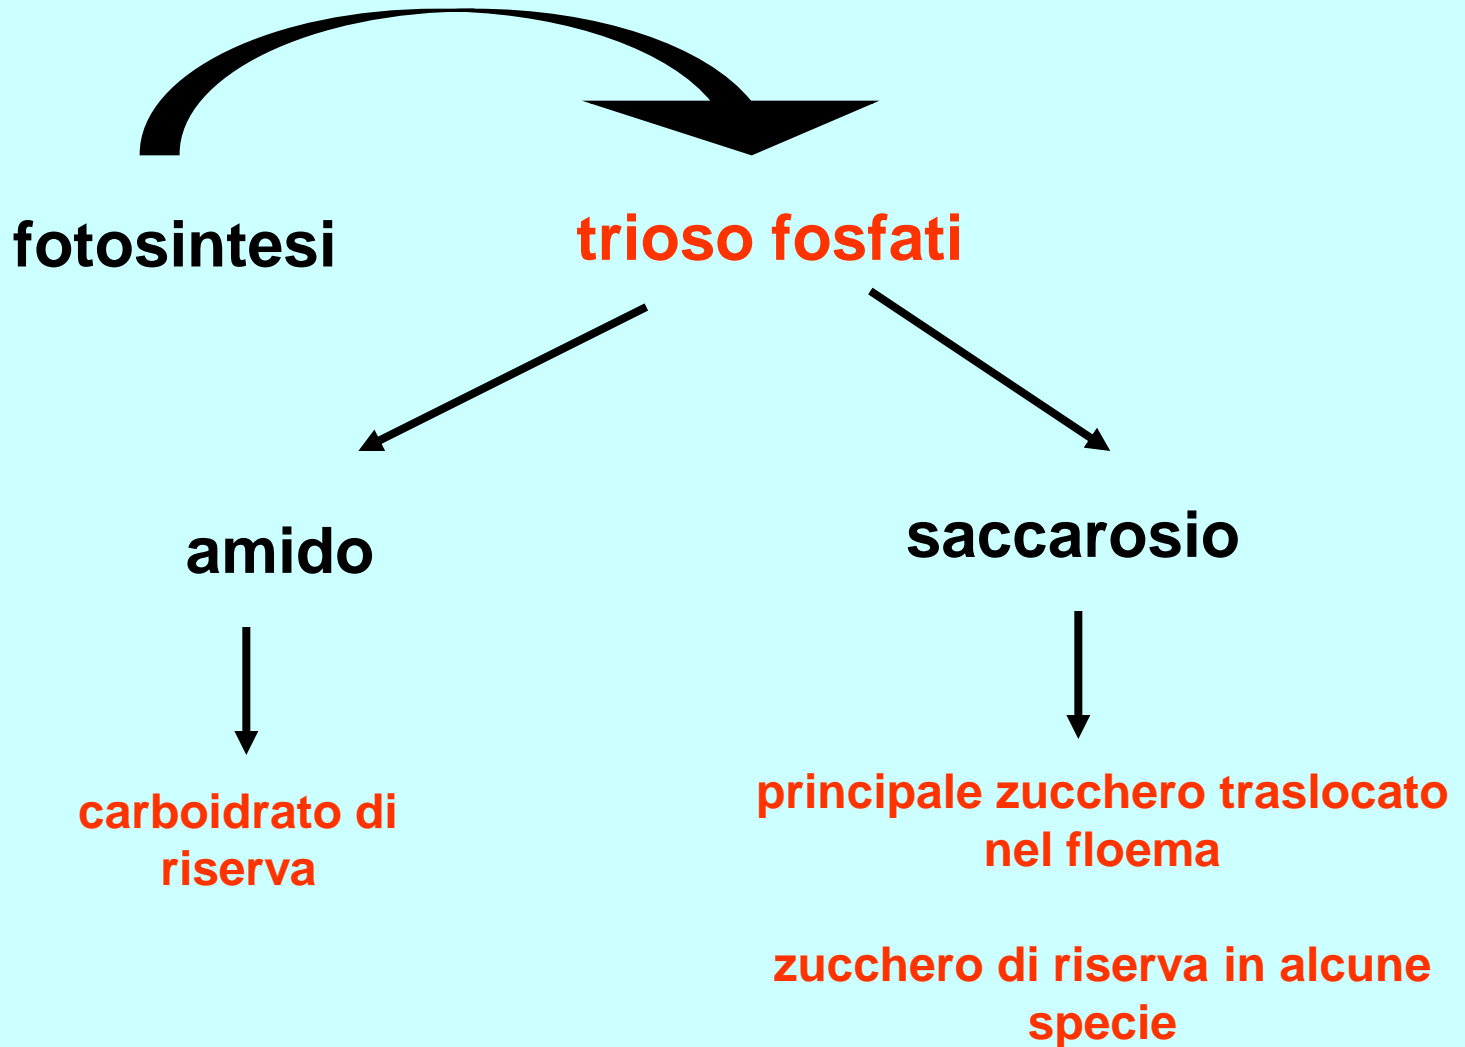 fotosintesi
trioso fosfati
amido
saccarosio
carboidrato di
riserva
principale zucchero traslocato
nel floema
zucchero di riserva in alcune
specie